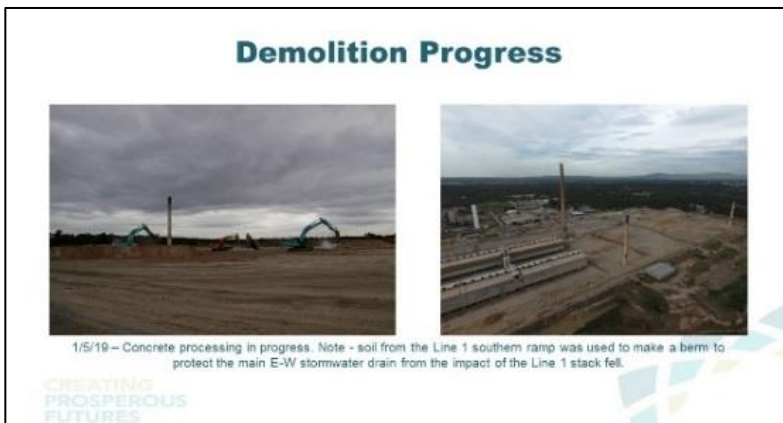 Demolition Progress
1/5/19 – Concrete processing in progress. Note - soil from the Line 1 southern ramp was used to make a berm to
protect the main E-W stormwater drain from the impact of the Line 1 stack fell.
CREATING
PROSPEROUS
FUTURES